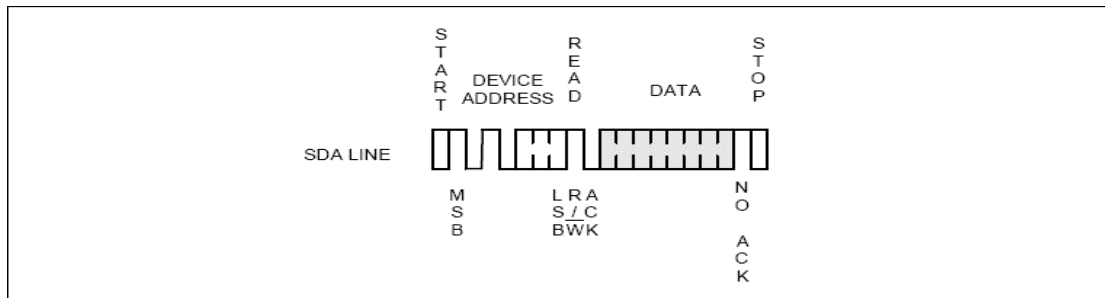 START
DEVICE
ADDRESS
READ
DATA
STOP
SDA LINE
MSB
LSB
R/W
ACK
NO ACK